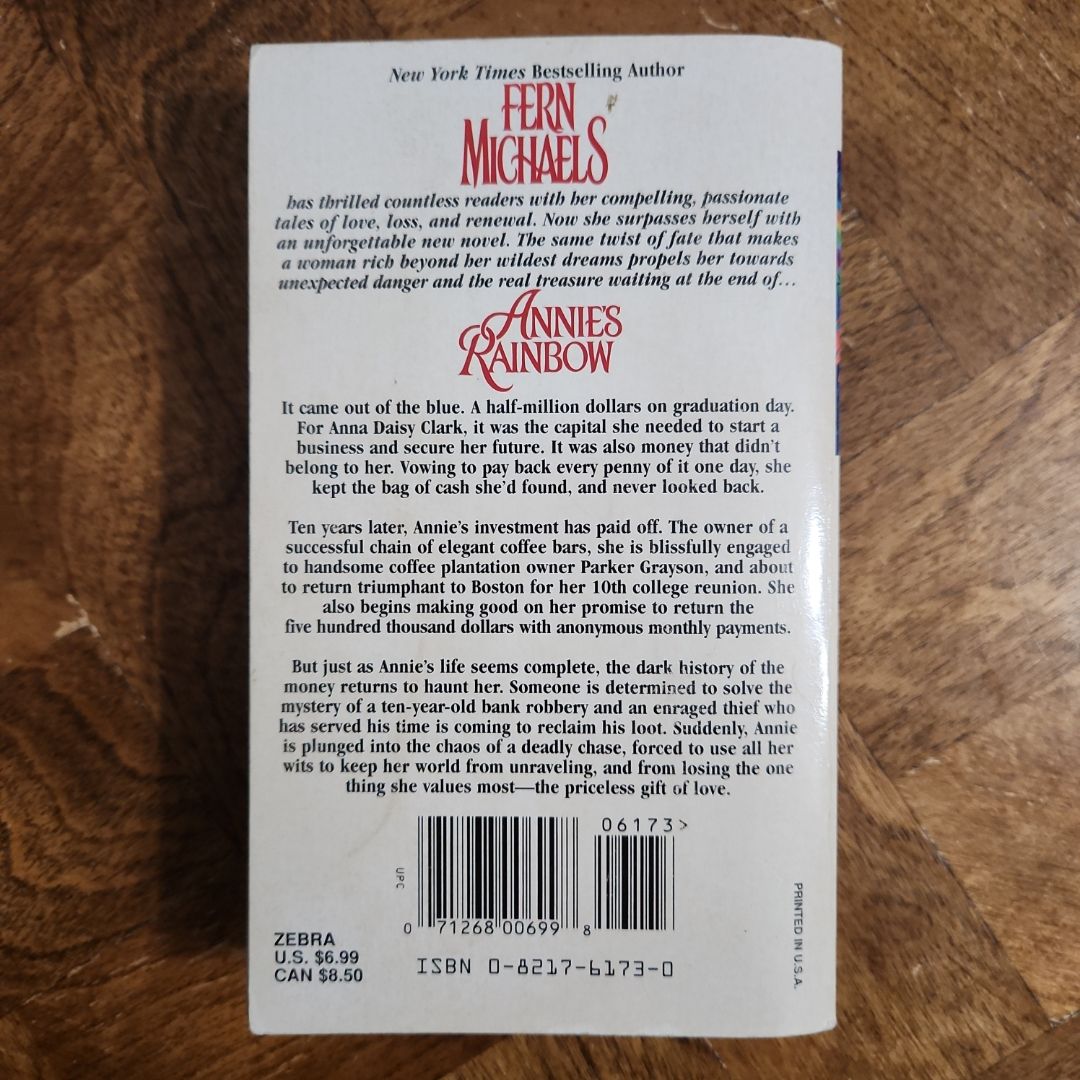 New York Times Bestselling Author
FERN
MICHAELS
has thrilled countless readers with her compelling, passionate
tales of love, loss, and renewal. Now she surpasses herself with
an unforgettable new novel. The same twist of fate that makes
a woman rich beyond her wildest dreams propels her towards
unexpected danger and the real treasure waiting at the end of...
ANNIE'S
RAINBOW
It came out of the blue. A half-million dollars on graduation day.
For Anna Daisy Clark, it was the capital she needed to start a
business and secure her future. It was also money that didn't
belong to her. Vowing to pay back every penny of it one day, she
kept the bag of cash she'd found, and never looked back.
Ten years later, Annie's investment has paid off. The owner of a
successful chain of elegant coffee bars, she is blissfully engaged
to handsome coffee plantation owner Parker Grayson, and about
to return triumphant to Boston for her 10th college reunion. She
also begins making good on her promise to return the
five hundred thousand dollars with anonymous monthly payments.
But just as Annie's life seems complete, the dark history of the
money returns to haunt her. Someone is determined to solve the
mystery of a ten-year-old bank robbery and an enraged thief who
has served his time is coming to reclaim his loot. Suddenly, Annie
is plunged into the chaos of a deadly chase, forced to use all her
wits to keep her world from unraveling, and from losing the one
thing she values most—the priceless gift of love.
06173>
UPC
0 71268 00699 8
ISBN 0-8217-6173-0
ZEBRA
U.S. $6.99
CAN $8.50
PRINTED IN U.S.A.